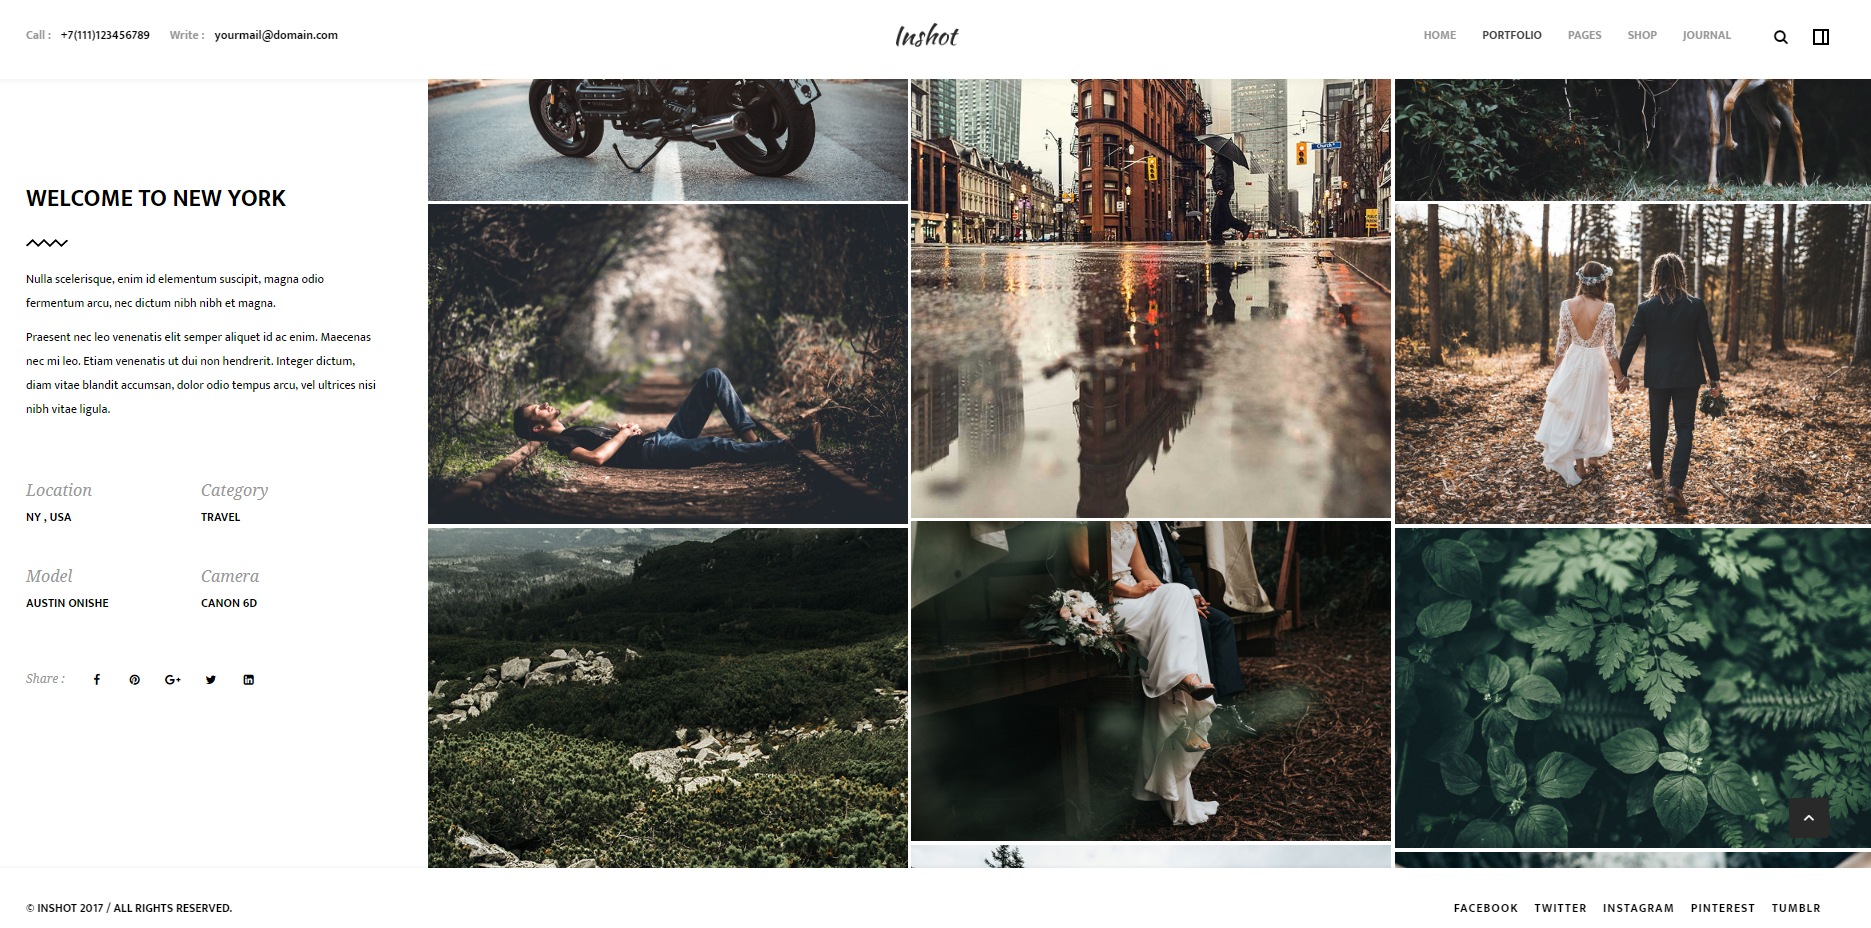 Call : +7(111)123456789 Write : yourmail@domain.com
Inshot
HOME PORTFOLIO PAGES SHOP JOURNAL
WELCOME TO NEW YORK
Nulla scelerisque, enim id elementum suscipit, magna odio
fermentum arcu, nec dictum nibh nibh et magna.
Praesent nec leo venenatis elit semper aliquet id ac enim. Maecenas
nec mi leo. Etiam venenatis ut dui non hendrerit. Integer dictum,
diam vitae blandit accumsan, dolor odio tempus arcu, vel ultrices nisi
nibh vitae ligula.
Location Category
NY , USA TRAVEL
Model Camera
AUSTIN ONISHE CANON 6D
Share :
Church
© INSHOT 2017 / ALL RIGHTS RESERVED.
FACEBOOK TWITTER INSTAGRAM PINTEREST TUMBLR